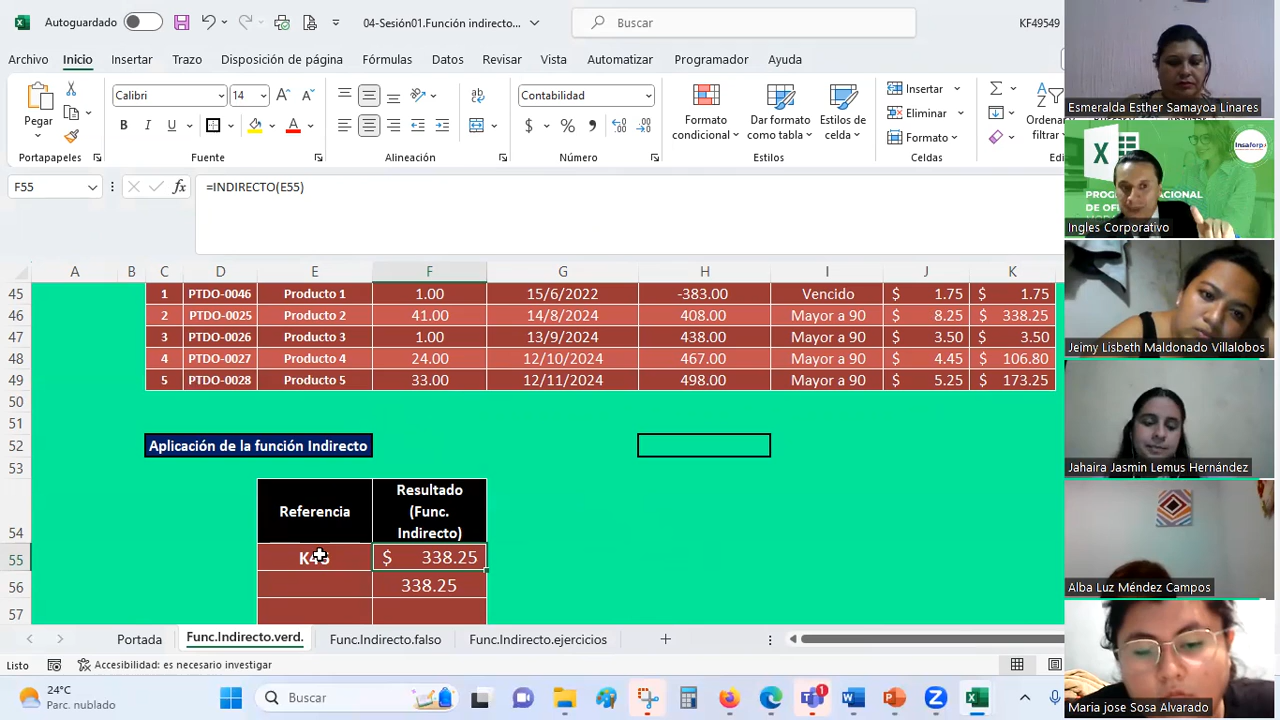 Autoguardado
04-Sesión01.Función indirecto...
Buscar
KF49549
Archivo Inicio Insertar Trazo Disposición de página Fórmulas Datos Revisar Vista Automatizar Programador Ayuda
Pegar
Calibri 14
N K S
Contabilidad
$ % 000
Formato condicional
Dar formato como tabla
Estilos de celda
Insertar
Eliminar
Formato
Portapapeles Fuente Alineación Número Estilos Celdas
F55 fx =INDIRECTO(E55)
A B C D E F G H I J K
45 1 PTDO-0046 Producto 1 1.00 15/6/2022 -383.00 Vencido $ 1.75 $ 1.75
46 2 PTDO-0025 Producto 2 41.00 14/8/2024 408.00 Mayor a 90 $ 8.25 $ 338.25
47 3 PTDO-0026 Producto 3 1.00 13/9/2024 438.00 Mayor a 90 $ 3.50 $ 3.50
48 4 PTDO-0027 Producto 4 24.00 12/10/2024 467.00 Mayor a 90 $ 4.45 $ 106.80
49 5 PTDO-0028 Producto 5 33.00 12/11/2024 498.00 Mayor a 90 $ 5.25 $ 173.25
50
51
52 Aplicación de la función Indirecto
53
54 Referencia Resultado (Func. Indirecto)
55 $ 338.25
56 338.25
57
Portada Func.Indirecto.verd. Func.Indirecto.falso Func.Indirecto.ejercicios
Listo Accesibilidad: es necesario investigar
24°C
Parc. nublado
Buscar
1
Esmeralda Esther Samayoa Linares
Insaforp
Ingles Corporativo
Jeimy Lisbeth Maldonado Villalobos
Jahaira Jasmin Lemus Hernández
Alba Luz Méndez Campos
Maria jose Sosa Alvarado